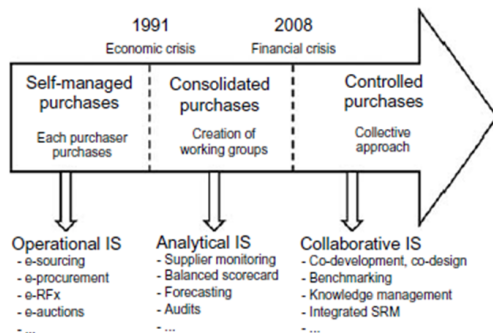 1991
2008
Economic crisis
Financial crisis
Self-managed
purchases
Each purchaser
purchases
Consolidated
purchases
Creation of
working groups
Controlled
purchases
Collective
approach
Operational IS
- e-sourcing
- e-procurement
- e-RFx
- e-auctions
- ...
Analytical IS
- Supplier monitoring
- Balanced scorecard
- Forecasting
- Audits
- ...
Collaborative IS
- Co-development, co-design
- Benchmarking
- Knowledge management
- Integrated SRM
- ...